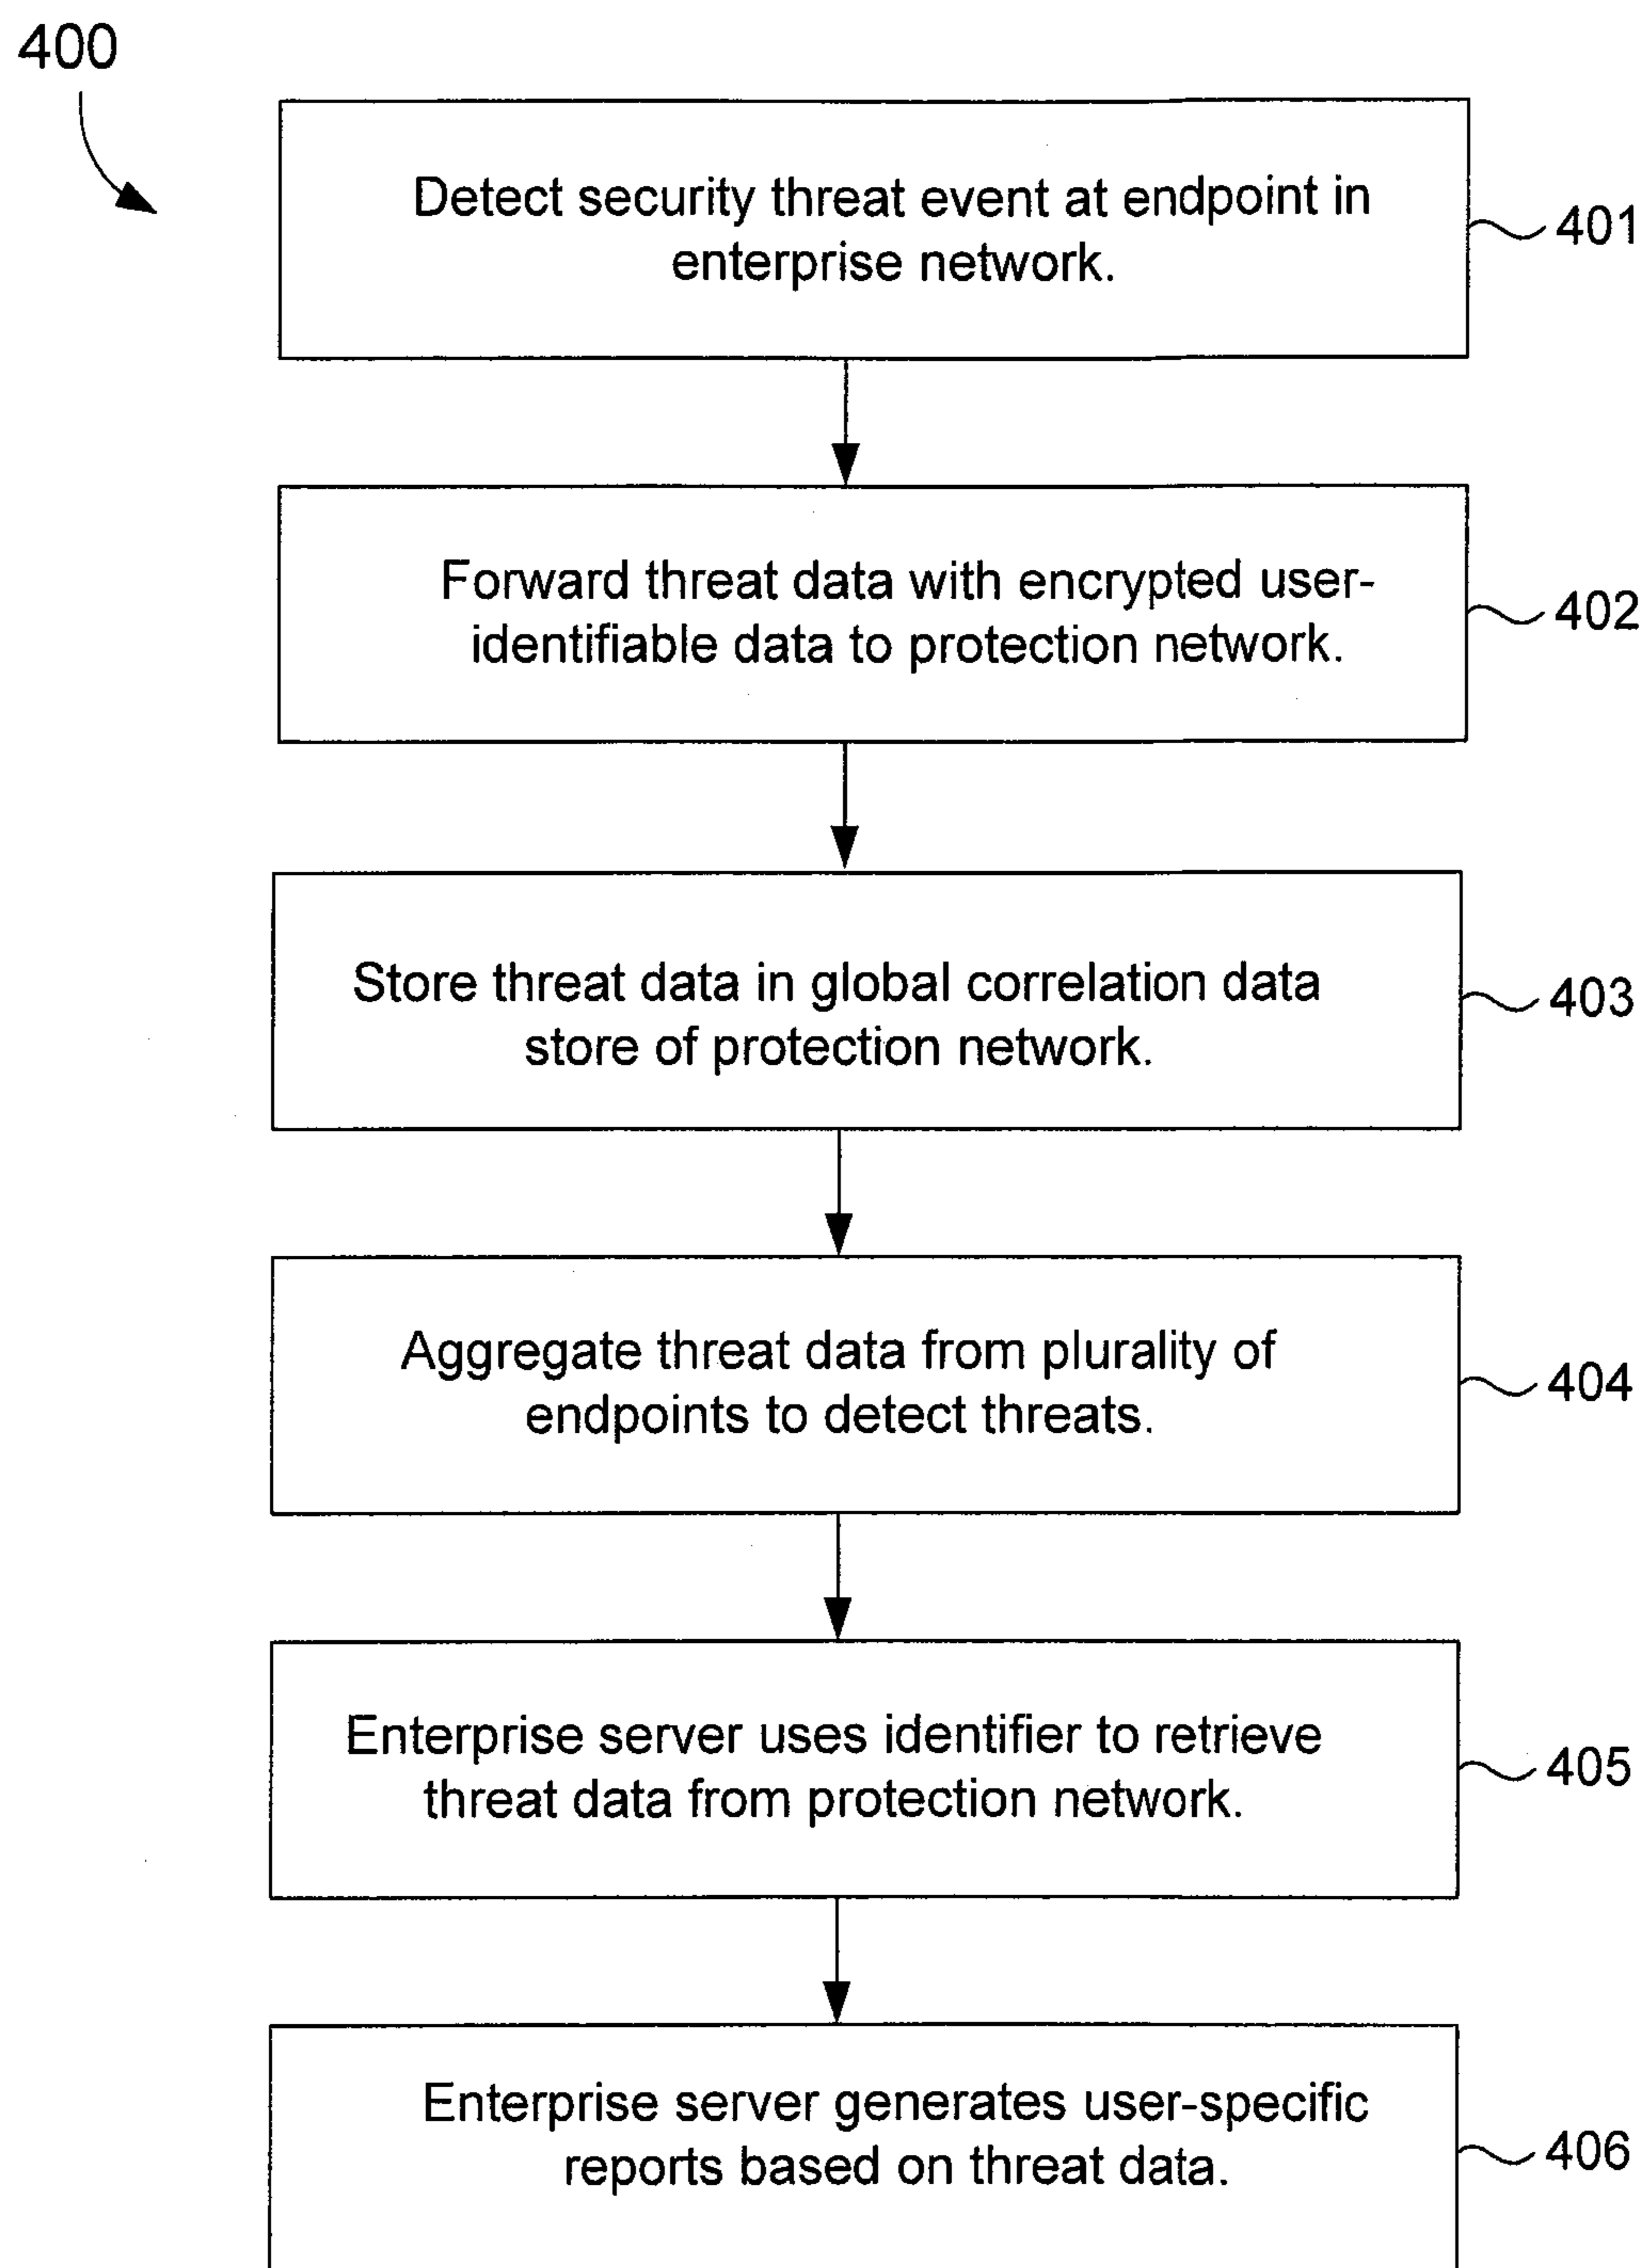 400
Detect security threat event at endpoint in
enterprise network.
401
Forward threat data with encrypted user-
identifiable data to protection network.
402
Store threat data in global correlation data
store of protection network.
403
Aggregate threat data from plurality of
endpoints to detect threats.
404
Enterprise server uses identifier to retrieve
threat data from protection network.
405
Enterprise server generates user-specific
reports based on threat data.
406